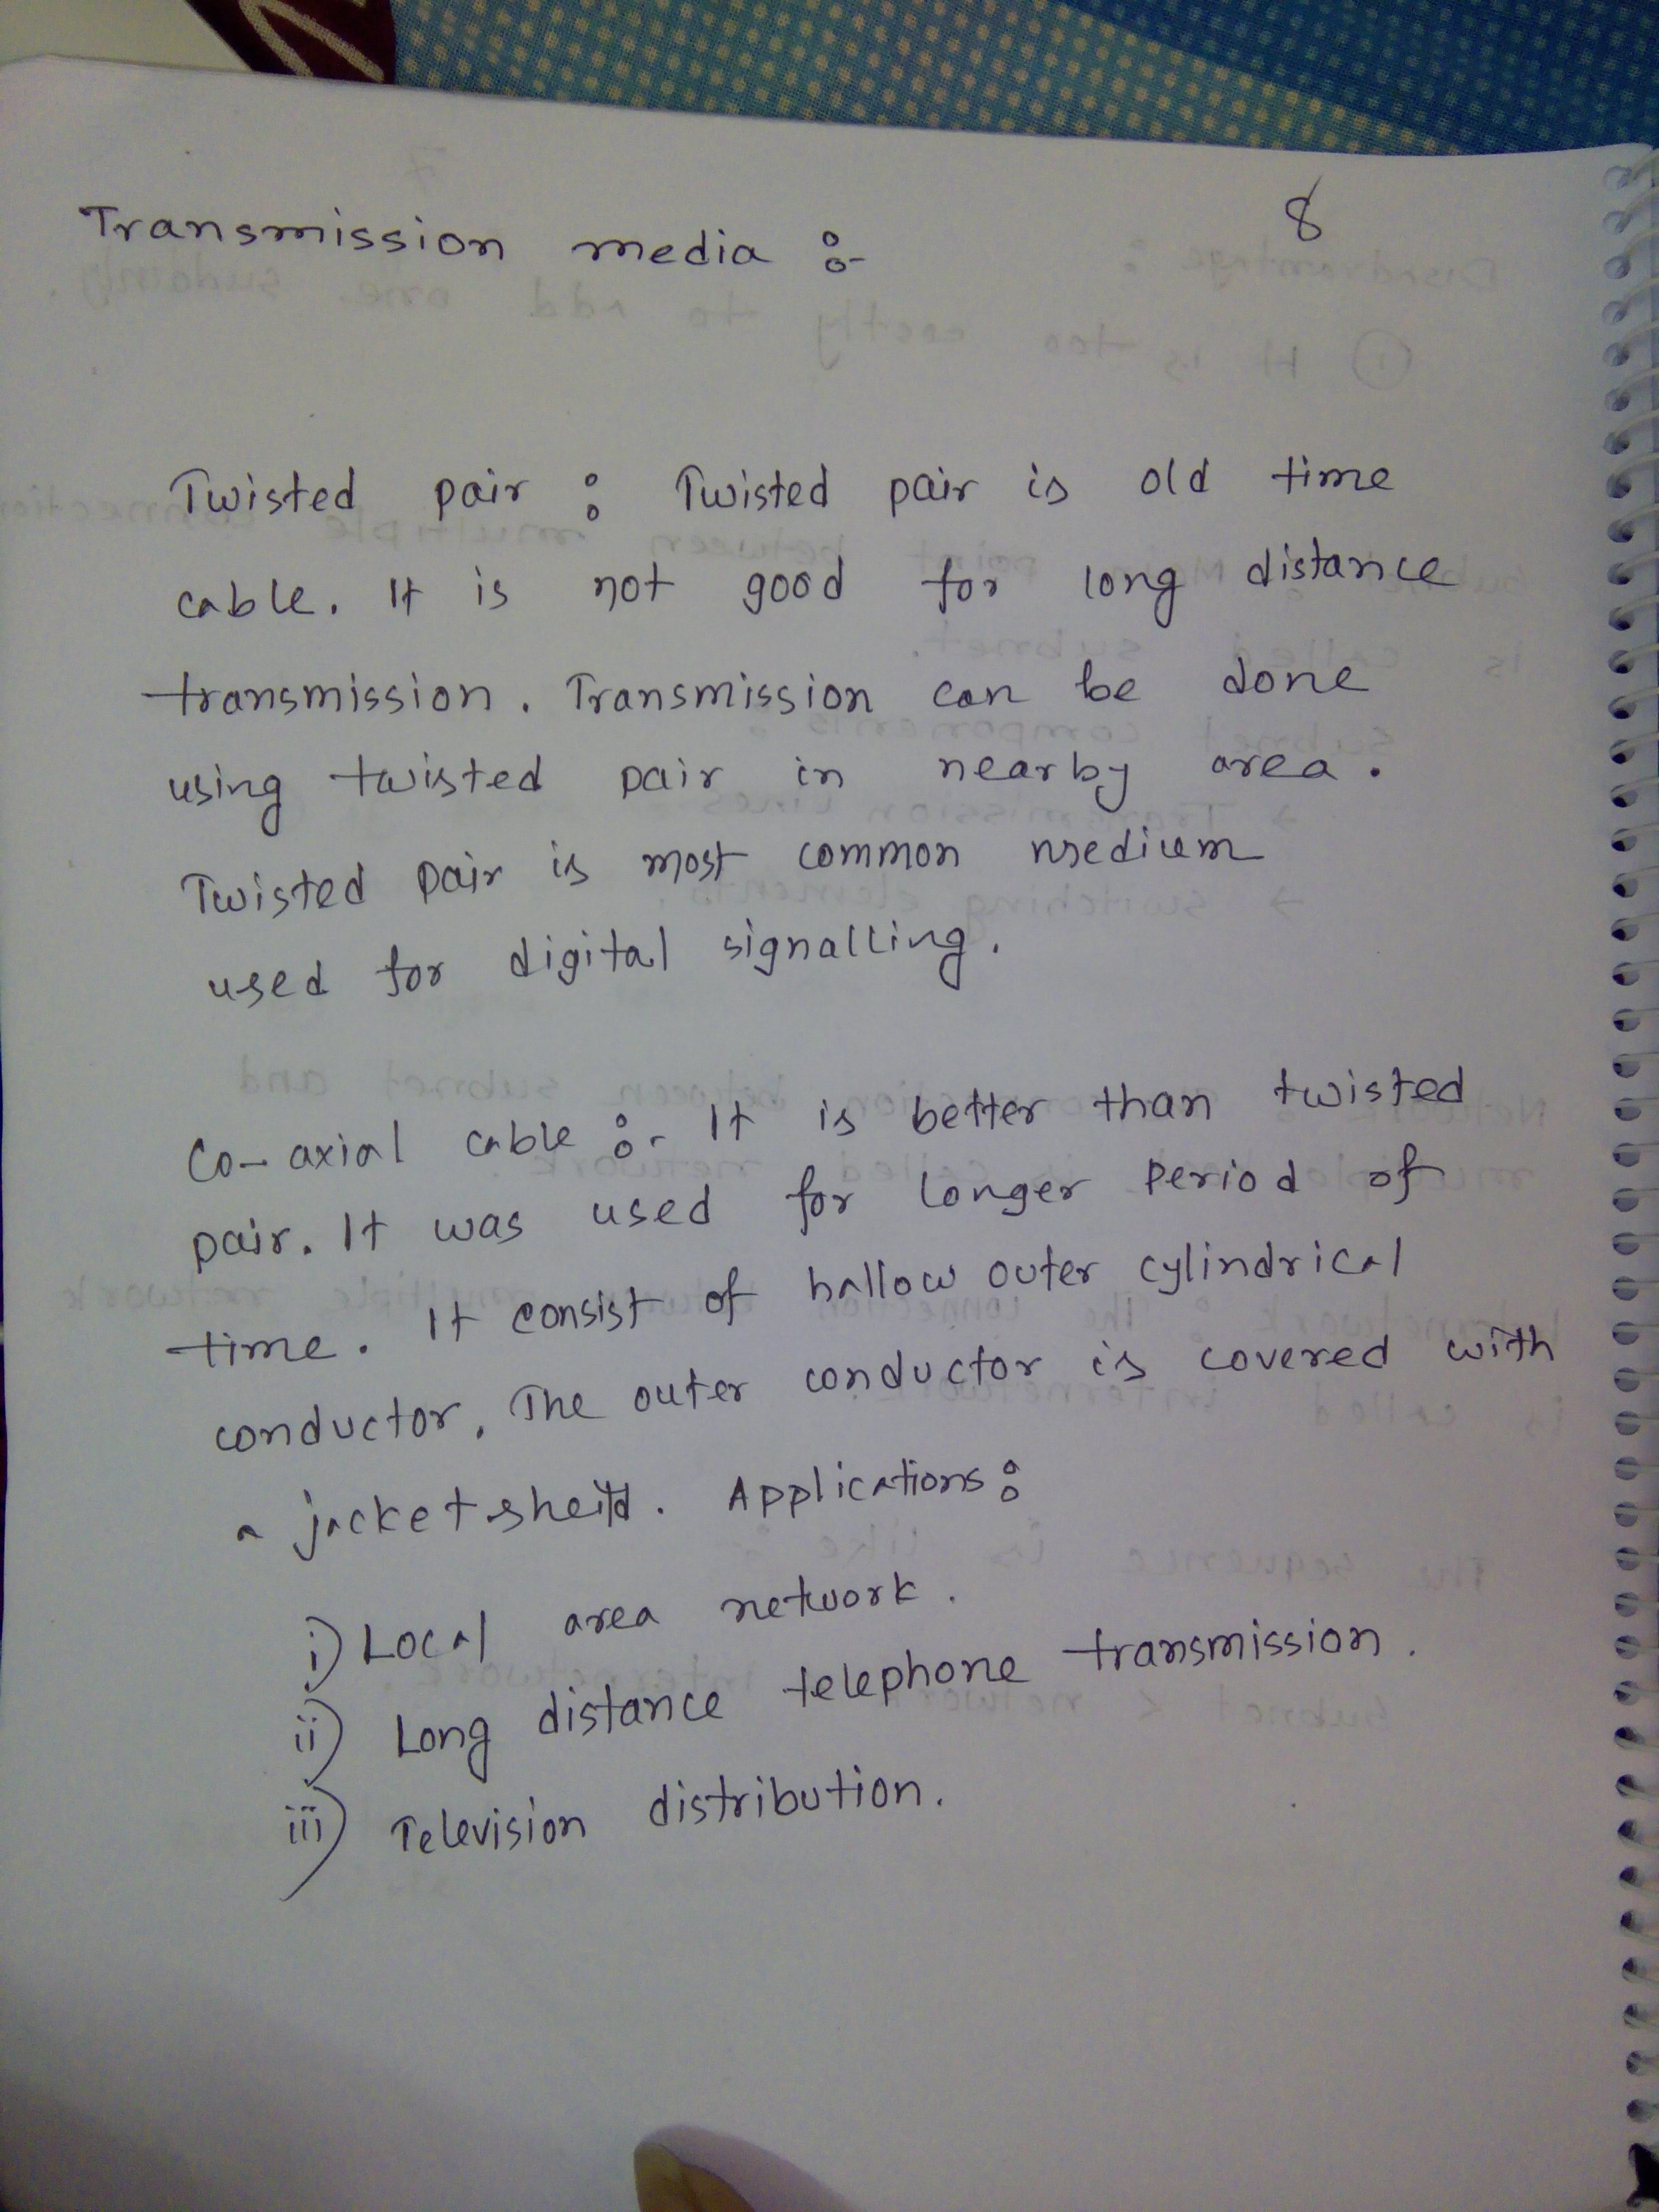 8
Transmission media :-
Twisted pair : Twisted pair is old time
cable. It is not good for long distance
transmission. Transmission can be done
using twisted pair in nearby area.
Twisted pair is most common medium
used for digital signalling.
Co-axial cable :- It is better than twisted
pair. It was used for longer period of
time. It consist of hallow outer cylindrical
conductor. The outer conductor is covered with
a jacket sheild. Applications :
i) Local area network.
ii) Long distance telephone transmission.
iii) Television distribution.